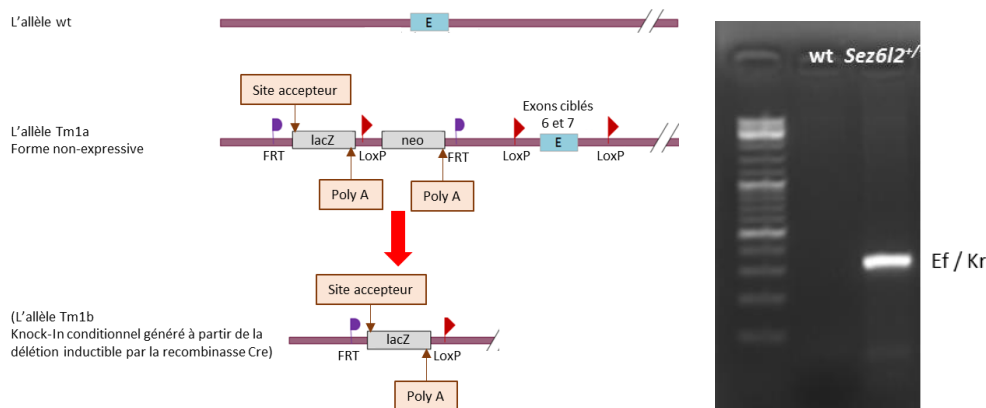 L'allèle wt
E
Site accepteur
L'allèle Tm1a
Forme non-expressive
Exons ciblés
6 et 7
lacZ
neo
E
FRT
LoxP
FRT
LoxP
LoxP
Poly A
Poly A
Site accepteur
(L'allèle Tm1b
Knock-In conditionnel généré à partir de la
délétion inductible par la recombinasse Cre)
lacZ
FRT
LoxP
Poly A
wt Sez6l2+/
Ef / Kr